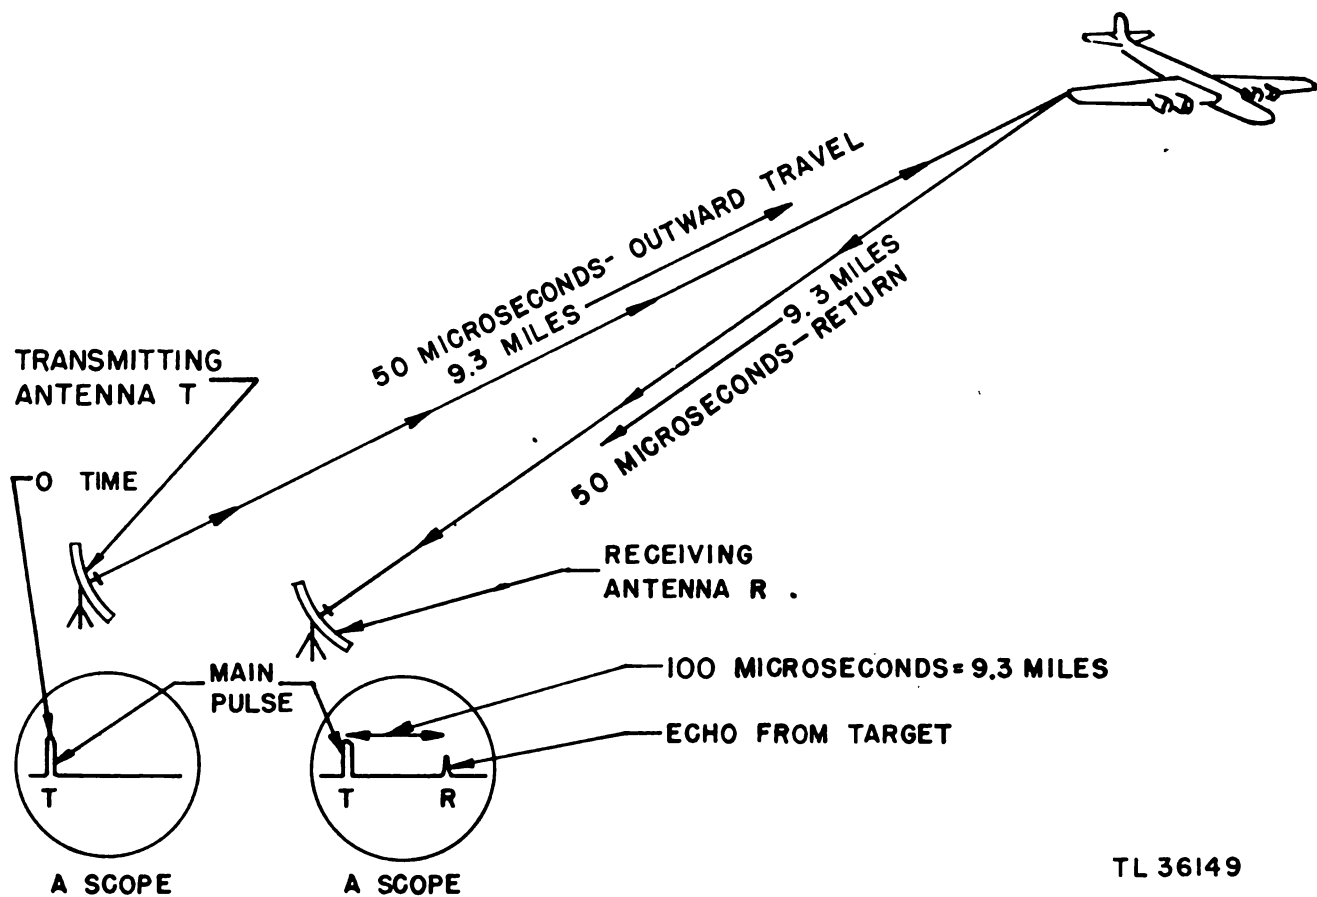 50 MICROSECONDS- OUTWARD TRAVEL
9.3 MILES
9.3 MILES
50 MICROSECONDS-RETURN
TRANSMITTING
ANTENNA T
O TIME
RECEIVING
ANTENNA R .
MAIN
PULSE
100 MICROSECONDS= 9.3 MILES
ECHO FROM TARGET
T
T R
A SCOPE
A SCOPE
TL 36149